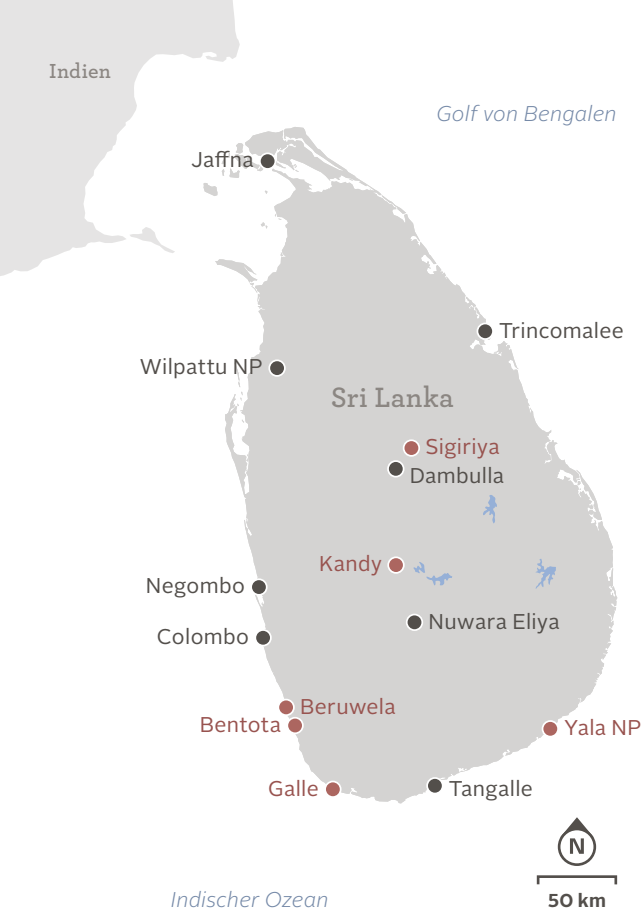 Indien
Golf von Bengalen
Jaffna
Trincomalee
Wilpattu NP
Sri Lanka
Sigiriya
Dambulla
Kandy
Negombo
Nuwara Eliya
Colombo
Beruwela
Bentota
Yala NP
Galle
Tangalle
N
Indischer Ozean
50 km